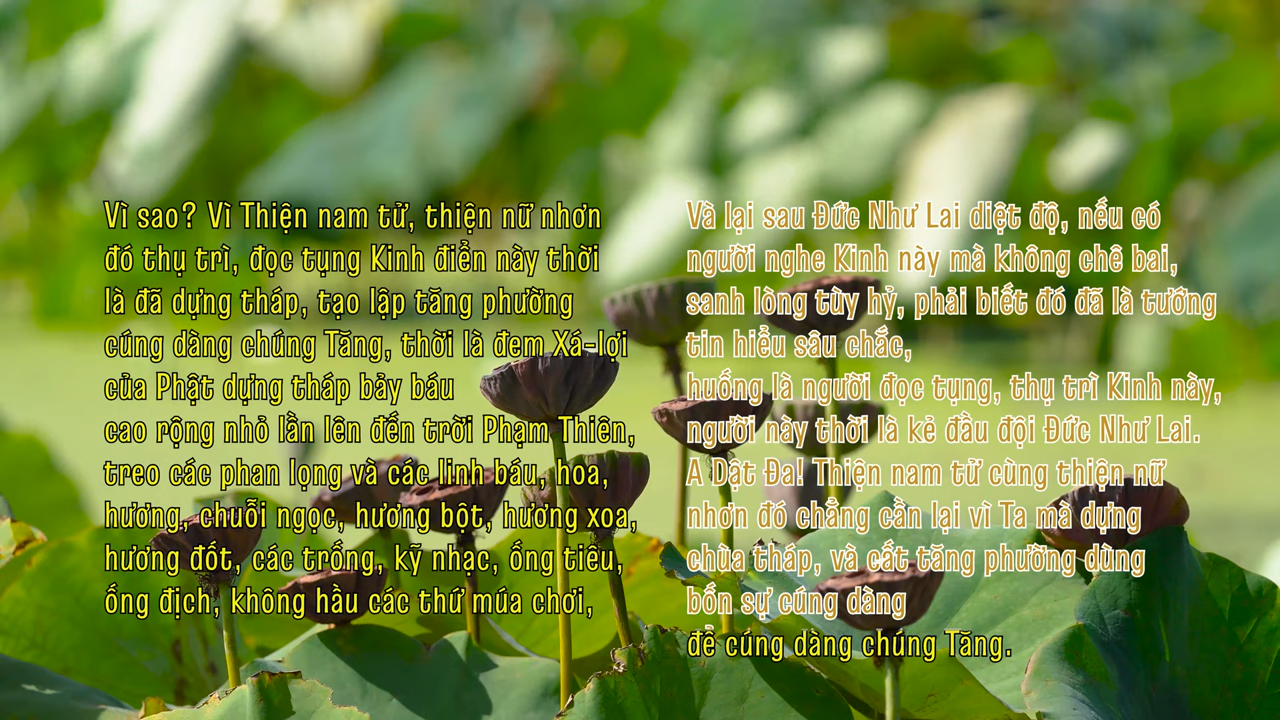 Vì sao? Vì Thiện nam tử, thiện nữ nhơn
đó thụ trì, đọc tụng Kinh điển này thời
là đã dựng tháp, tạo lập tăng phường
cúng dàng chúng Tăng, thời là đem Xá-lợi
của Phật dựng tháp bảy báu
cao rộng nhỏ lần lên đến trời Phạm Thiên,
treo các phan lọng và các linh báu, hoa,
hương, chuỗi ngọc, hương bột, hương xoa,
hương đốt, các trống, kỹ nhạc, ống tiêu,
ống địch, không hầu các thứ múa chơi,
Và lại sau Đức Như Lai diệt độ, nếu có
người nghe Kinh này mà không chê bai,
sanh lòng tùy hỷ, phải biết đó đã là tướng
tin hiểu sâu chắc,
huống là người đọc tụng, thụ trì Kinh này,
người này thời là kẻ đầu đội Đức Như Lai.
A Dật Đa! Thiện nam tử cùng thiện nữ
nhơn đó chẳng cần lại vì Ta mà dựng
chùa tháp, và cất tăng phường dùng
bốn sự cúng dàng
để cúng dàng chúng Tăng.